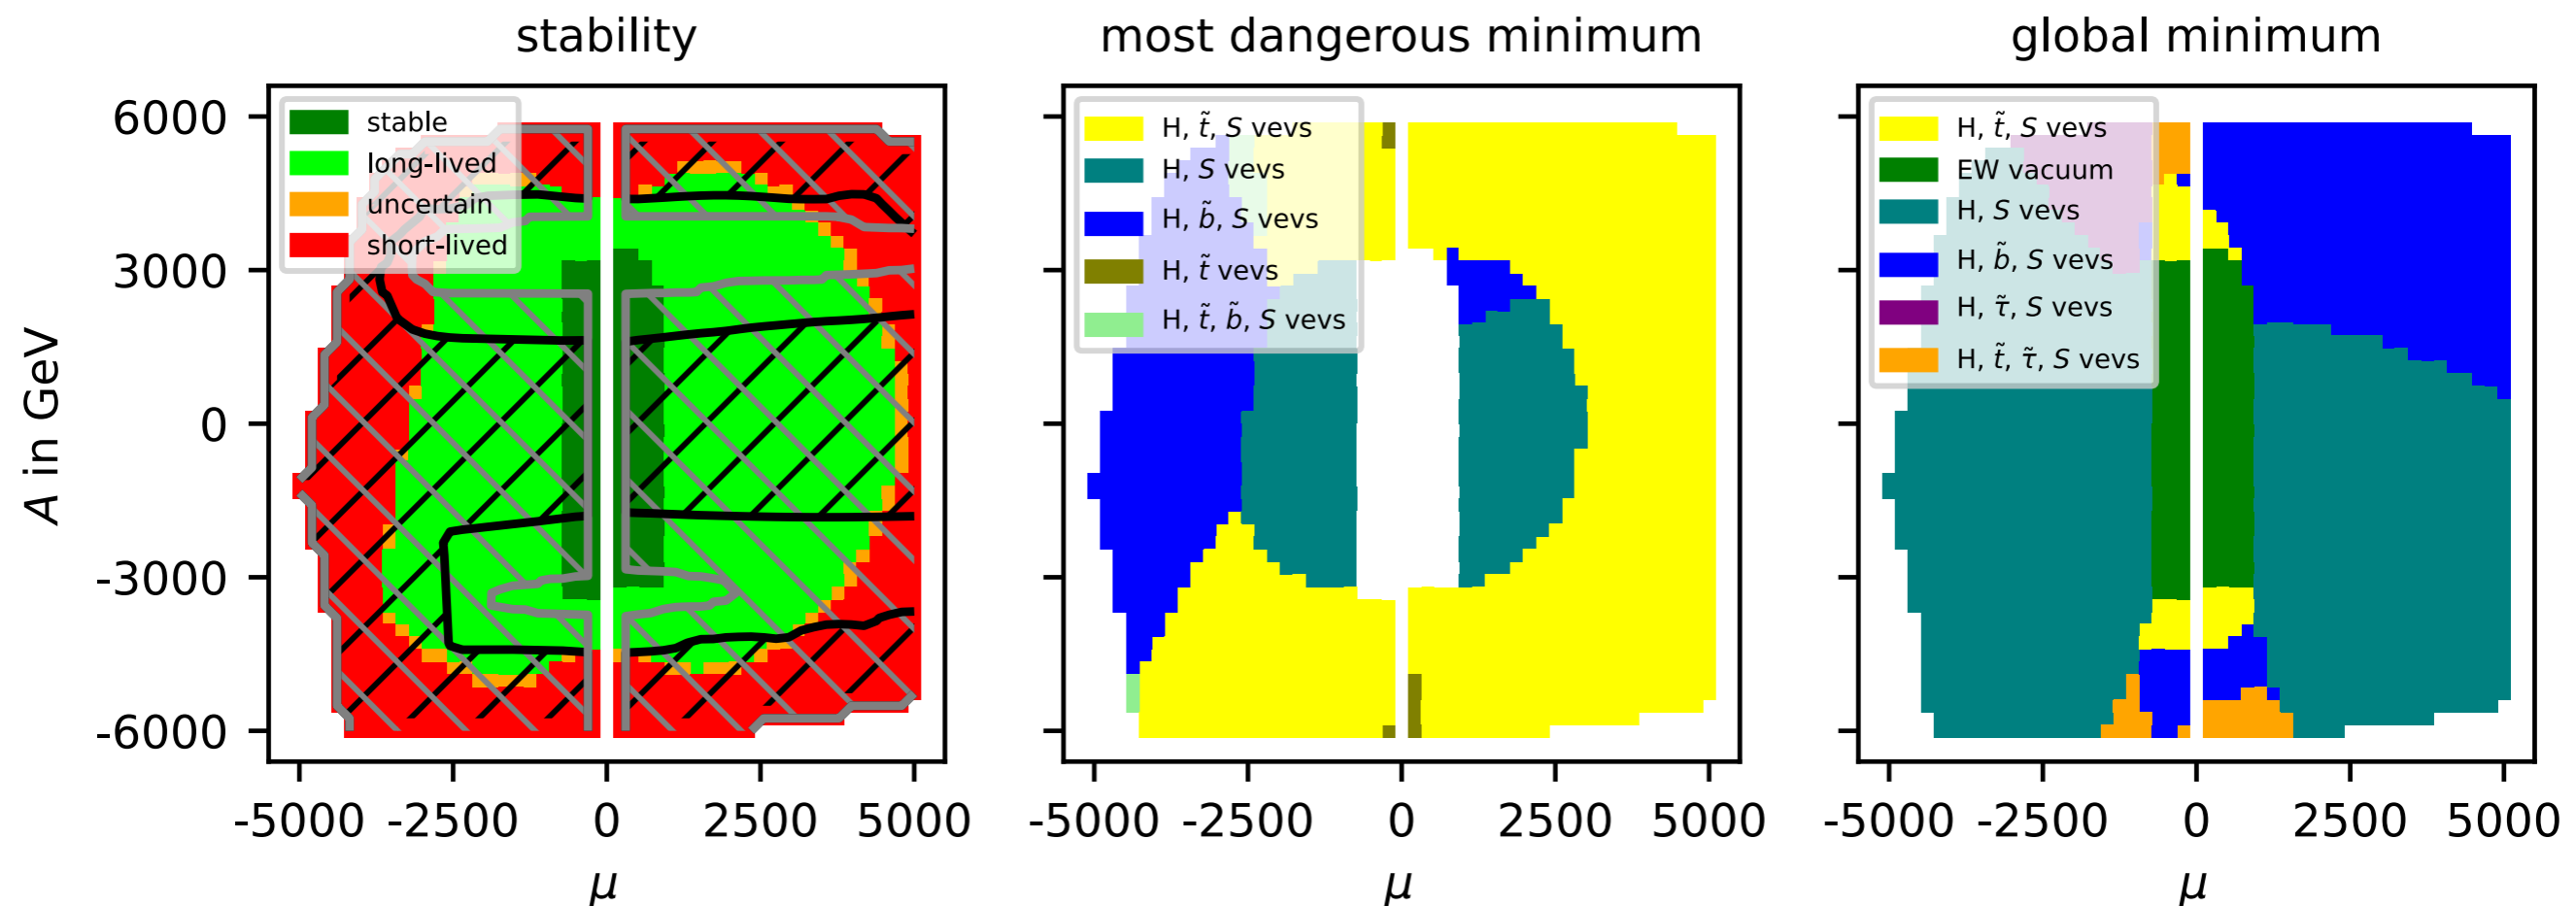 stability
most dangerous minimum
global minimum
A in GeV
6000
3000
0
-3000
-6000
stable
long-lived
uncertain
short-lived
-5000 -2500 0 2500 5000
μ
H, t̃, S vevs
H, S vevs
H, b̃, S vevs
H, t̃ vevs
H, t̃, b̃, S vevs
-5000 -2500 0 2500 5000
μ
H, t̃, S vevs
EW vacuum
H, S vevs
H, b̃, S vevs
H, τ̃, S vevs
H, t̃, τ̃, S vevs
-5000 -2500 0 2500 5000
μ